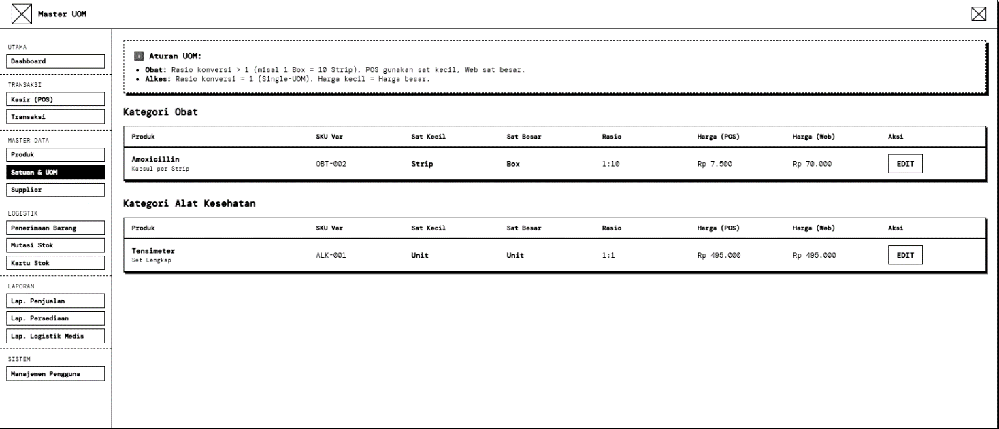 Master UOM
UTAMA
Dashboard
TRANSAKSI
Kasir (POS)
Transaksi
MASTER DATA
Produk
Satuan & UOM
Supplier
LOGISTIK
Penerimaan Barang
Mutasi Stok
Kartu Stok
LAPORAN
Lap. Penjualan
Lap. Persediaan
Lap. Logistik Medis
SISTEM
Manajemen Pengguna
i Aturan UOM:
• Obat: Rasio konversi > 1 (misal 1 Box = 10 Strip). POS gunakan sat kecil, Web sat besar.
• Alkes: Rasio konversi = 1 (Single-UOM). Harga kecil = Harga besar.
Kategori Obat
Produk SKU Var Sat Kecil Sat Besar Rasio Harga (POS) Harga (Web) Aksi
Amoxicillin
Kapsul per Strip
OBT-002 Strip Box 1:10 Rp 7.500 Rp 70.000 EDIT
Kategori Alat Kesehatan
Produk SKU Var Sat Kecil Sat Besar Rasio Harga (POS) Harga (Web) Aksi
Tensimeter
Set Lengkap
ALK-001 Unit Unit 1:1 Rp 495.000 Rp 495.000 EDIT